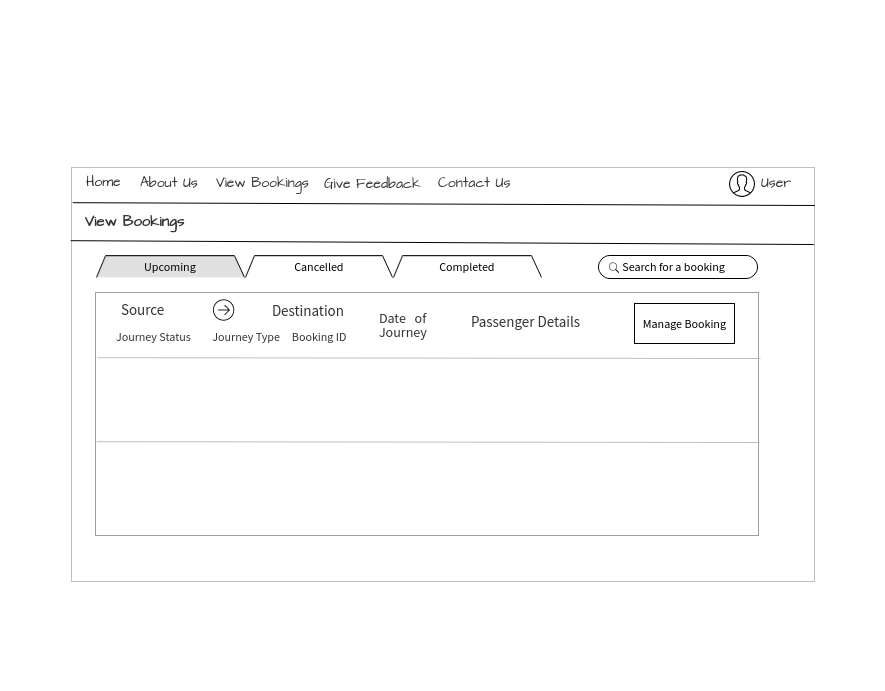 Home About Us View Bookings Give Feedback Contact Us User
View Bookings
Upcoming Cancelled Completed Search for a booking
Source Destination
Journey Status Journey Type Booking ID
Date of
Journey
Passenger Details
Manage Booking